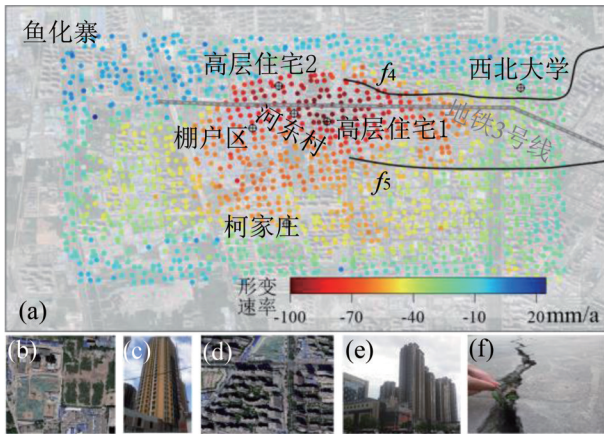 鱼化寨
高层住宅2
f4
西北大学
地铁3号线
棚户区
河东村
高层住宅1
f5
柯家庄
形变
速率
-100 -70 -40 -10 20 mm/a
(a)
(b) (c) (d) (e) (f)